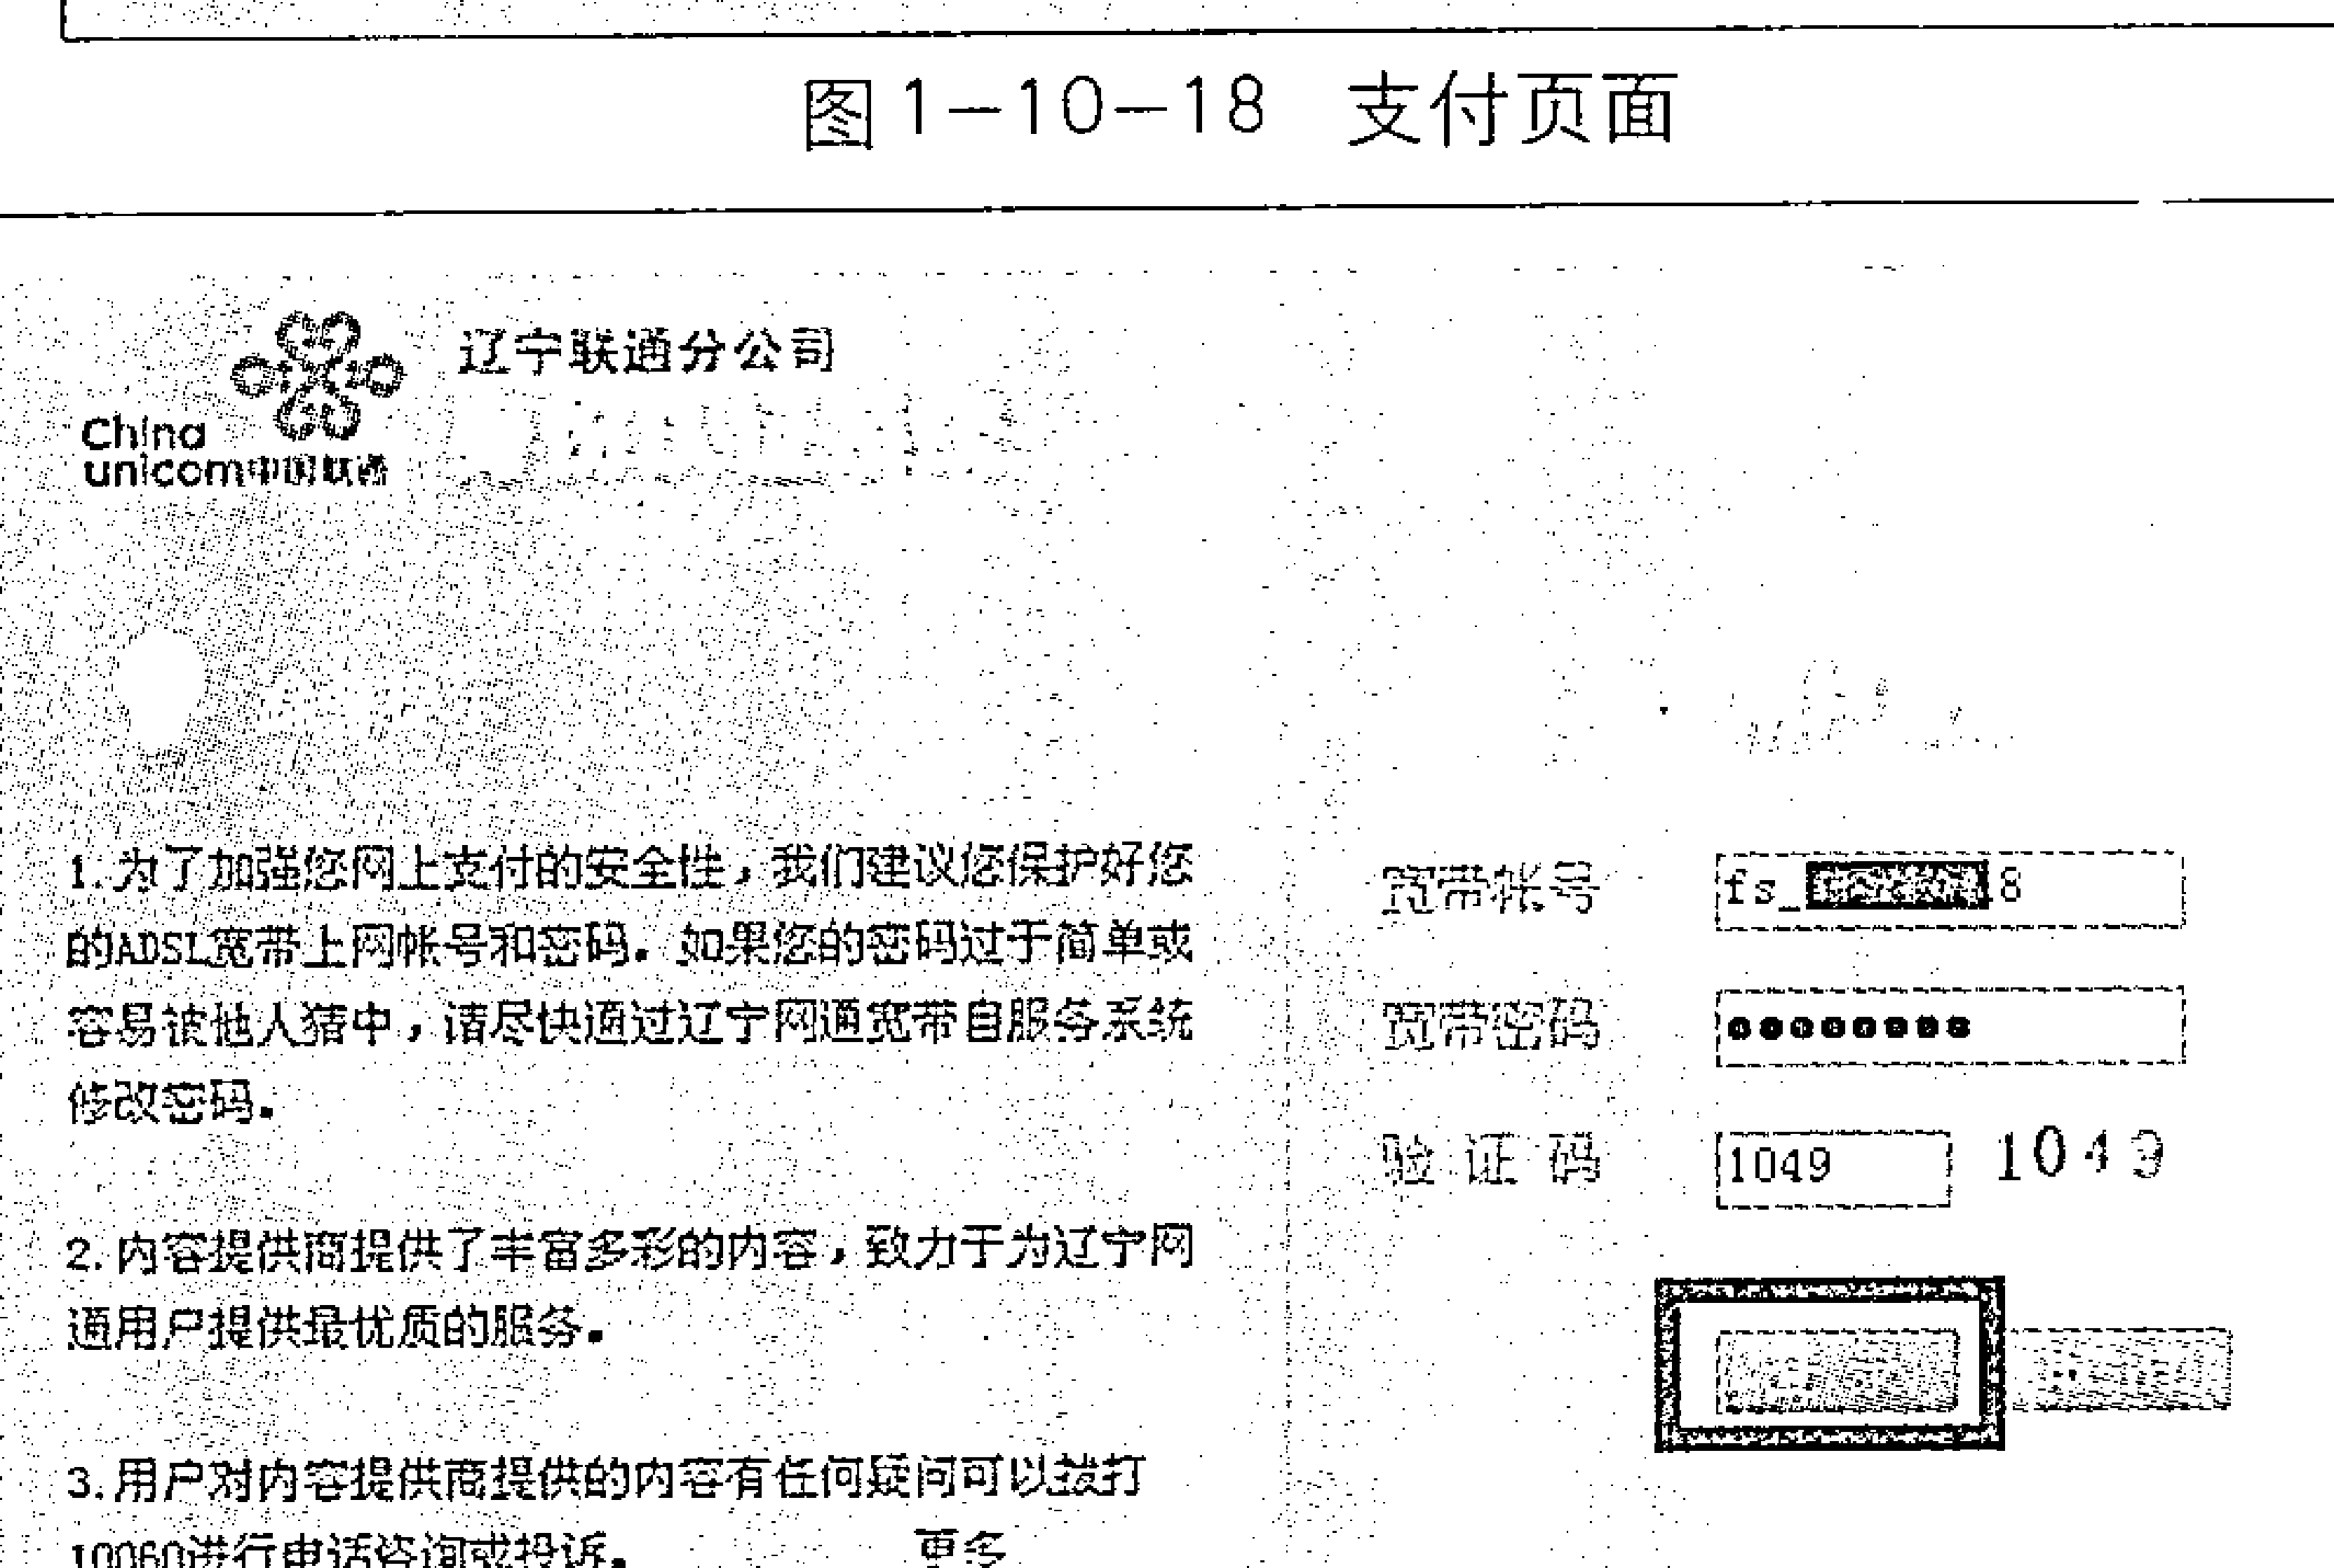 图1-10-18 支付页面
辽宁联通分公司
China
unicom中国联通
1.为了加强您网上支付的安全性，我们建议您保护好您
的ADSL宽带上网帐号和密码。如果您的密码过于简单或
容易被他人猜中，请尽快通过辽宁网通宽带自服务系统
修改密码。
2.内容提供商提供了丰富多彩的内容，致力于为辽宁网
通用户提供最优质的服务。
3.用户对内容提供商提供的内容有任何疑问可以拨打
10060进行电话咨询或投诉。
更多
宽带帐号 fs_ 8
宽带密码 ●●●●●●●●
验证码 1049 1049